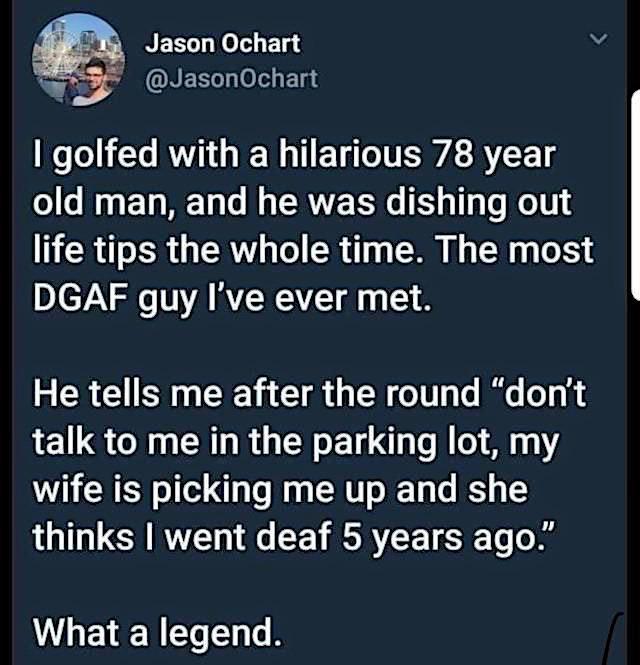 Jason Ochart
@JasonOchart
I golfed with a hilarious 78 year
old man, and he was dishing out
life tips the whole time. The most
DGAF guy I’ve ever met.
He tells me after the round “don’t
talk to me in the parking lot, my
wife is picking me up and she
thinks I went deaf 5 years ago.”
What a legend.